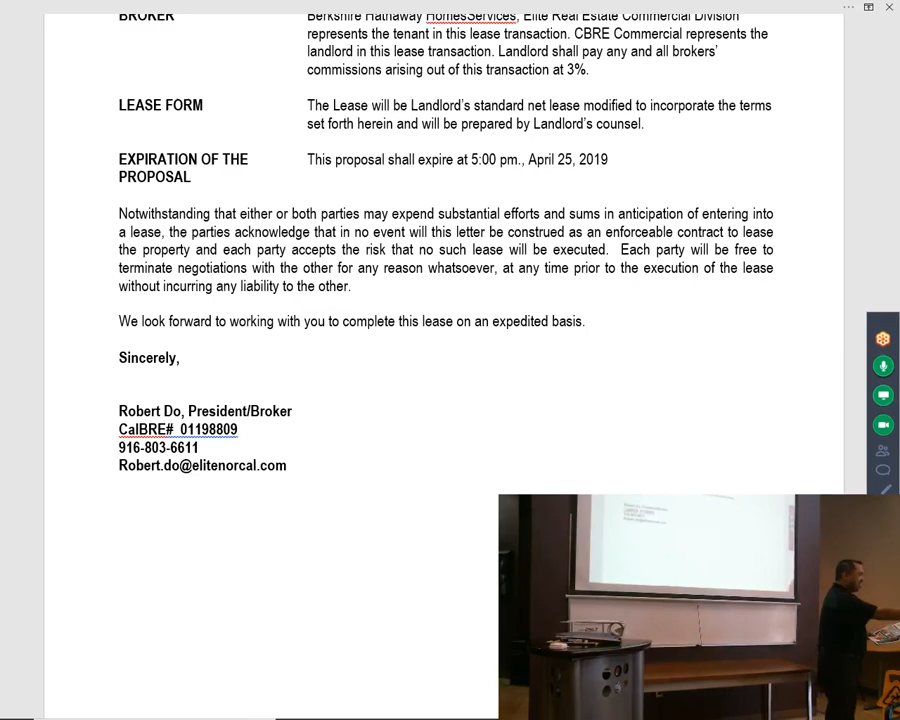 BROKER
Berkshire Hathaway HomesServices, Elite Real Estate Commercial Division
represents the tenant in this lease transaction. CBRE Commercial represents the
landlord in this lease transaction. Landlord shall pay any and all brokers'
commissions arising out of this transaction at 3%.
LEASE FORM
The Lease will be Landlord's standard net lease modified to incorporate the terms
set forth herein and will be prepared by Landlord's counsel.
EXPIRATION OF THE
PROPOSAL
This proposal shall expire at 5:00 pm., April 25, 2019
Notwithstanding that either or both parties may expend substantial efforts and sums in anticipation of entering into
a lease, the parties acknowledge that in no event will this letter be construed as an enforceable contract to lease
the property and each party accepts the risk that no such lease will be executed.  Each party will be free to
terminate negotiations with the other for any reason whatsoever, at any time prior to the execution of the lease
without incurring any liability to the other.
We look forward to working with you to complete this lease on an expedited basis.
Sincerely,
Robert Do, President/Broker
CalBRE#  01198809
916-803-6611
Robert.do@elitenorcal.com